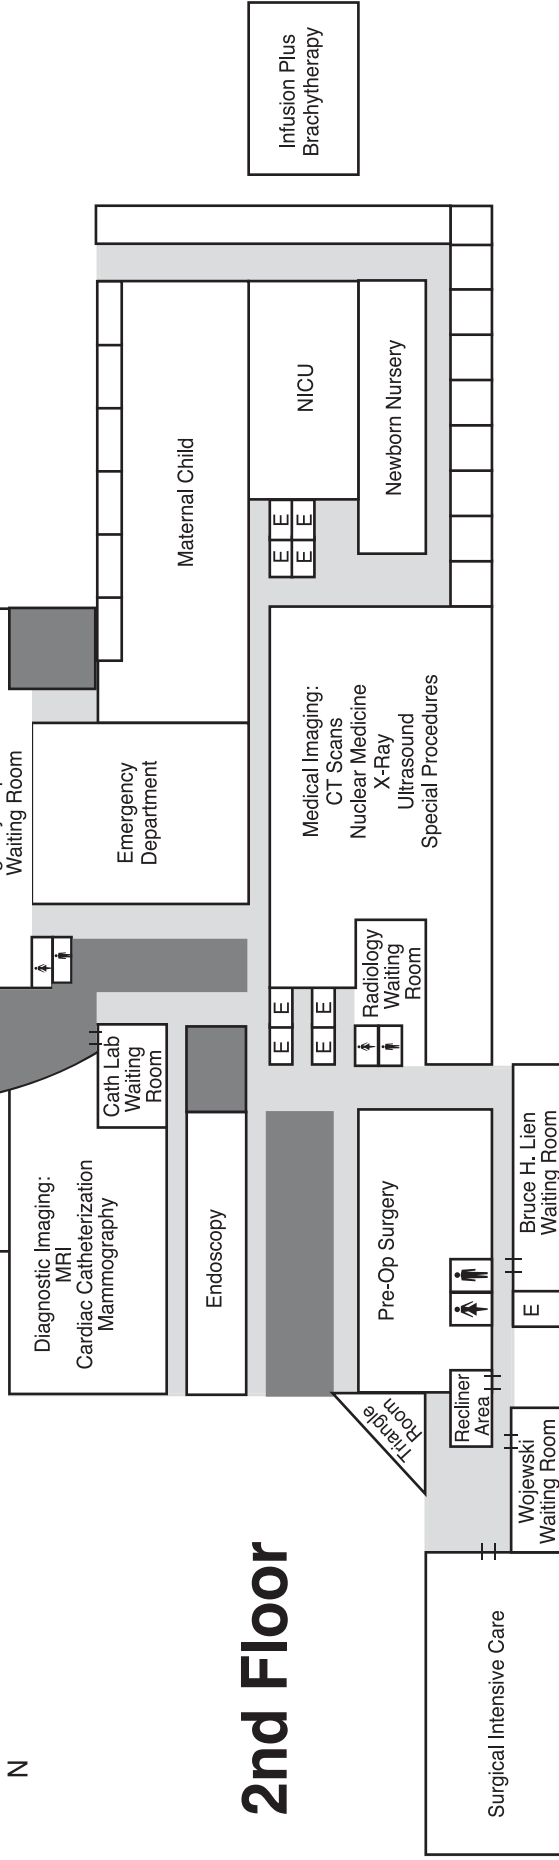 2nd Floor
N
Surgical Intensive Care
Wojewski
Waiting Room
Recliner
Area
Triangle
Room
E
Bruce H. Lien
Waiting Room
Pre-Op Surgery
Endoscopy
Diagnostic Imaging:
MRI
Cardiac Catheterization
Mammography
Cath Lab
Waiting
Room
E
E
E
E
Radiology
Waiting
Room
Medical Imaging:
CT Scans
Nuclear Medicine
X-Ray
Ultrasound
Special Procedures
Emergency
Department
Waiting Room
Maternal Child
E
E
E
E
NICU
Newborn Nursery
Infusion Plus
Brachytherapy